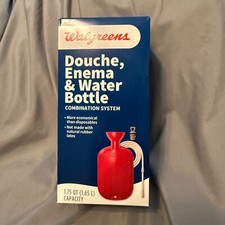 Walgreens
Douche,
Enema
& Water
Bottle
COMBINATION SYSTEM
• More economical
than disposables
• Not made with
natural rubber
latex
1.75 QT (1.65 L)
CAPACITY